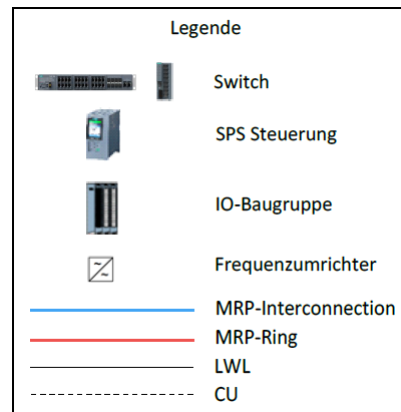 Legende
Switch
SPS Steuerung
IO-Baugruppe
Frequenzumrichter
MRP-Interconnection
MRP-Ring
LWL
CU